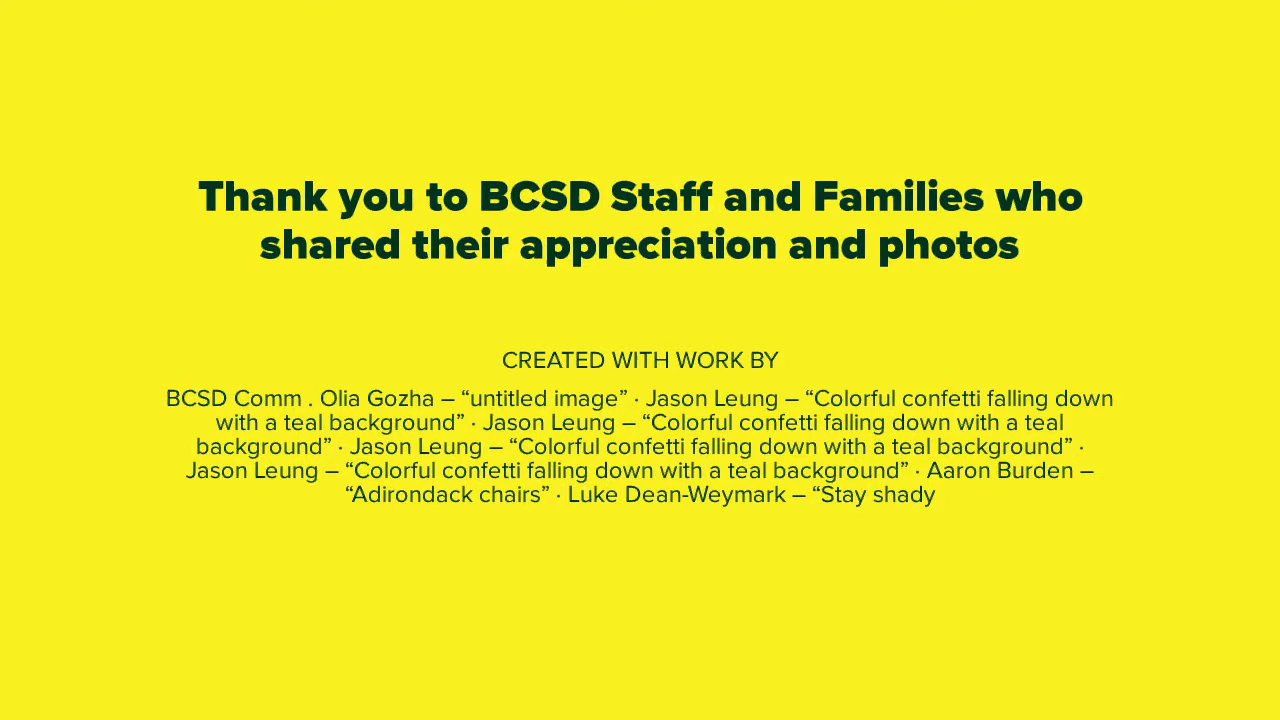 Thank you to BCSD Staff and Families who
shared their appreciation and photos
CREATED WITH WORK BY
BCSD Comm . Olia Gozha – “untitled image” · Jason Leung – “Colorful confetti falling down
with a teal background” · Jason Leung – “Colorful confetti falling down with a teal
background” · Jason Leung – “Colorful confetti falling down with a teal background” ·
Jason Leung – “Colorful confetti falling down with a teal background” · Aaron Burden –
“Adirondack chairs” · Luke Dean-Weymark – “Stay shady